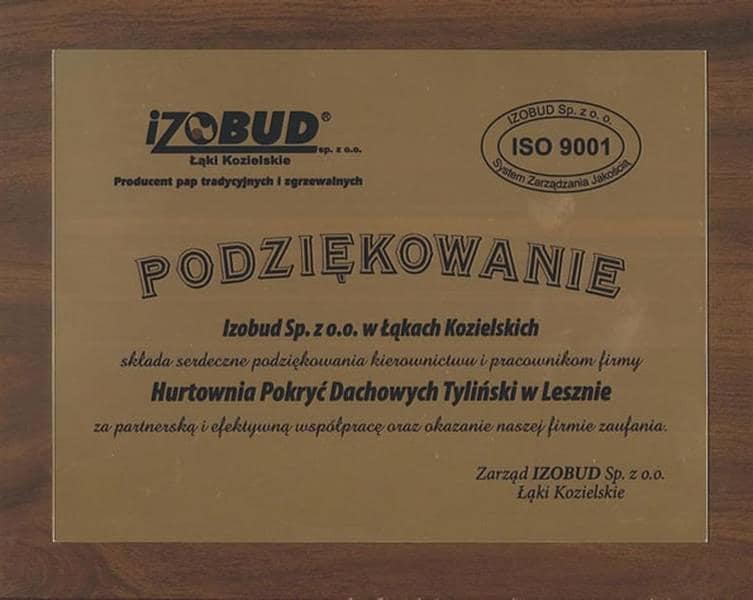 iZOBUD®
sp. z o.o.
Łąki Kozielskie
Producent pap tradycyjnych i zgrzewalnych
IZOBUD Sp. z o. o.
ISO 9001
System Zarządzania Jakością
PODZIĘKOWANIE
Izobud Sp. z o.o. w Łąkach Kozielskich
składa serdeczne podziękowania kierownictwu i pracownikom firmy
Hurtownia Pokryć Dachowych Tyliński w Lesznie
za partnerską i efektywną współpracę oraz okazanie naszej firmie zaufania.
Zarząd IZOBUD Sp. z o.o.
Łąki Kozielskie